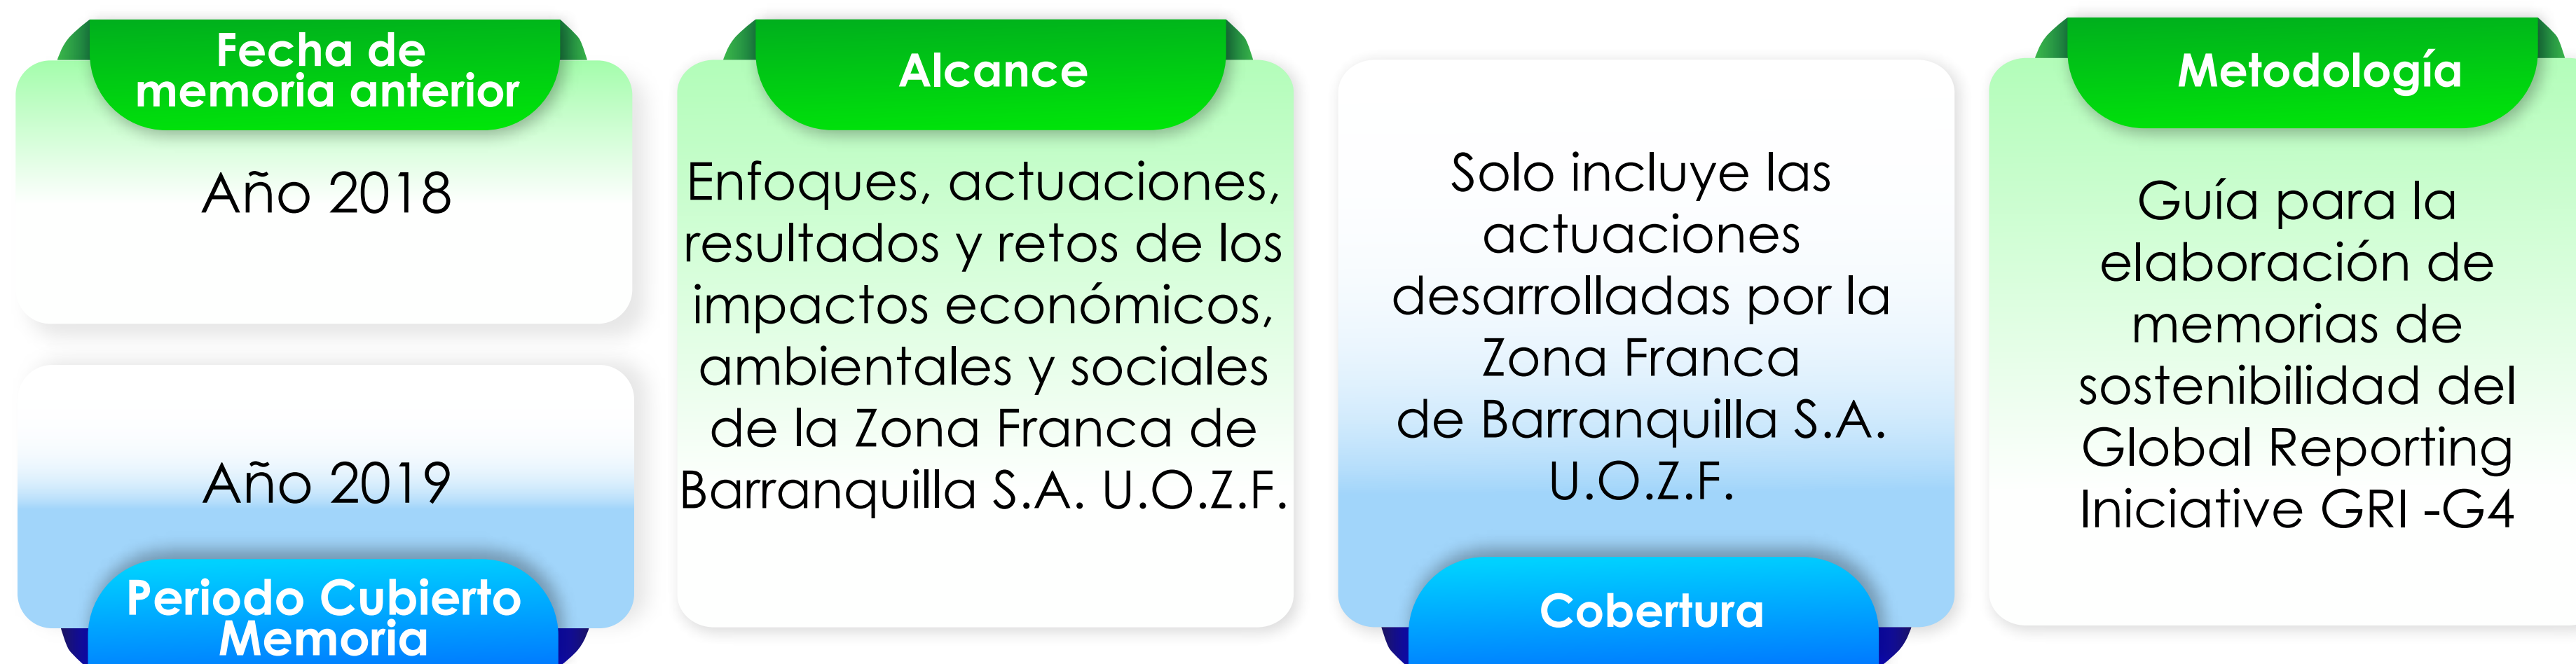 Fecha de
memoria anterior
Año 2018
Año 2019
Periodo Cubierto
Memoria
Alcance
Enfoques, actuaciones,
resultados y retos de los
impactos económicos,
ambientales y sociales
de la Zona Franca de
Barranquilla S.A. U.O.Z.F.
Solo incluye las
actuaciones
desarrolladas por la
Zona Franca
de Barranquilla S.A.
U.O.Z.F.
Cobertura
Metodología
Guía para la
elaboración de
memorias de
sostenibilidad del
Global Reporting
Iniciative GRI -G4